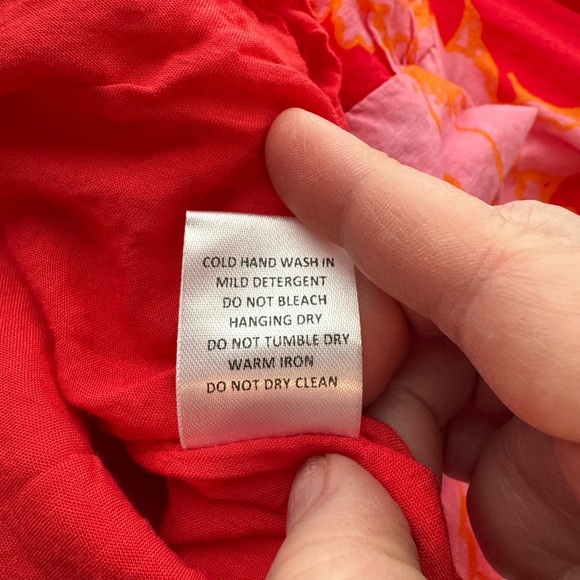 COLD HAND WASH IN
MILD DETERGENT
DO NOT BLEACH
HANGING DRY
DO NOT TUMBLE DRY
WARM IRON
DO NOT DRY CLEAN